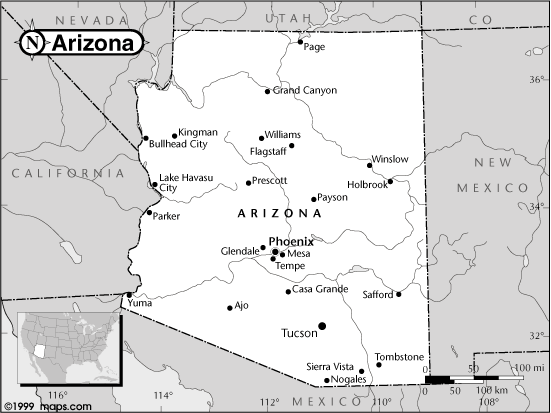 NEVADA
UTAH
CO
N Arizona
Page
36°
Grand Canyon
Kingman
Williams
Bullhead City
Flagstaff
Winslow
CALIFORNIA
NEW
MEXICO
Lake Havasu
City
Prescott
Holbrook
Payson
Parker
ARIZONA
34°
Phoenix
Glendale
Mesa
Tempe
Casa Grande
Safford
Yuma
Ajo
Tucson
32°
Tombstone
Sierra Vista
Nogales
0 50 100 mi
0 50 100 km
116°
112°
110°
108°
MEXICO
©1999 maps.com